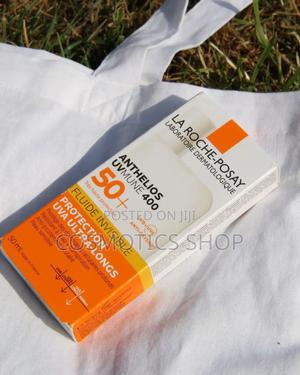 LA ROCHE-POSAY
LABORATOIRE DERMATOLOGIQUE
ANTHELIOS
UVMUNE 400
50+
FLUIDE INVISIBLE
PROTECTION
UVA ULTRA-LONGS
50 ml
POSTED ON JIJI
COSMOTICS SHOP